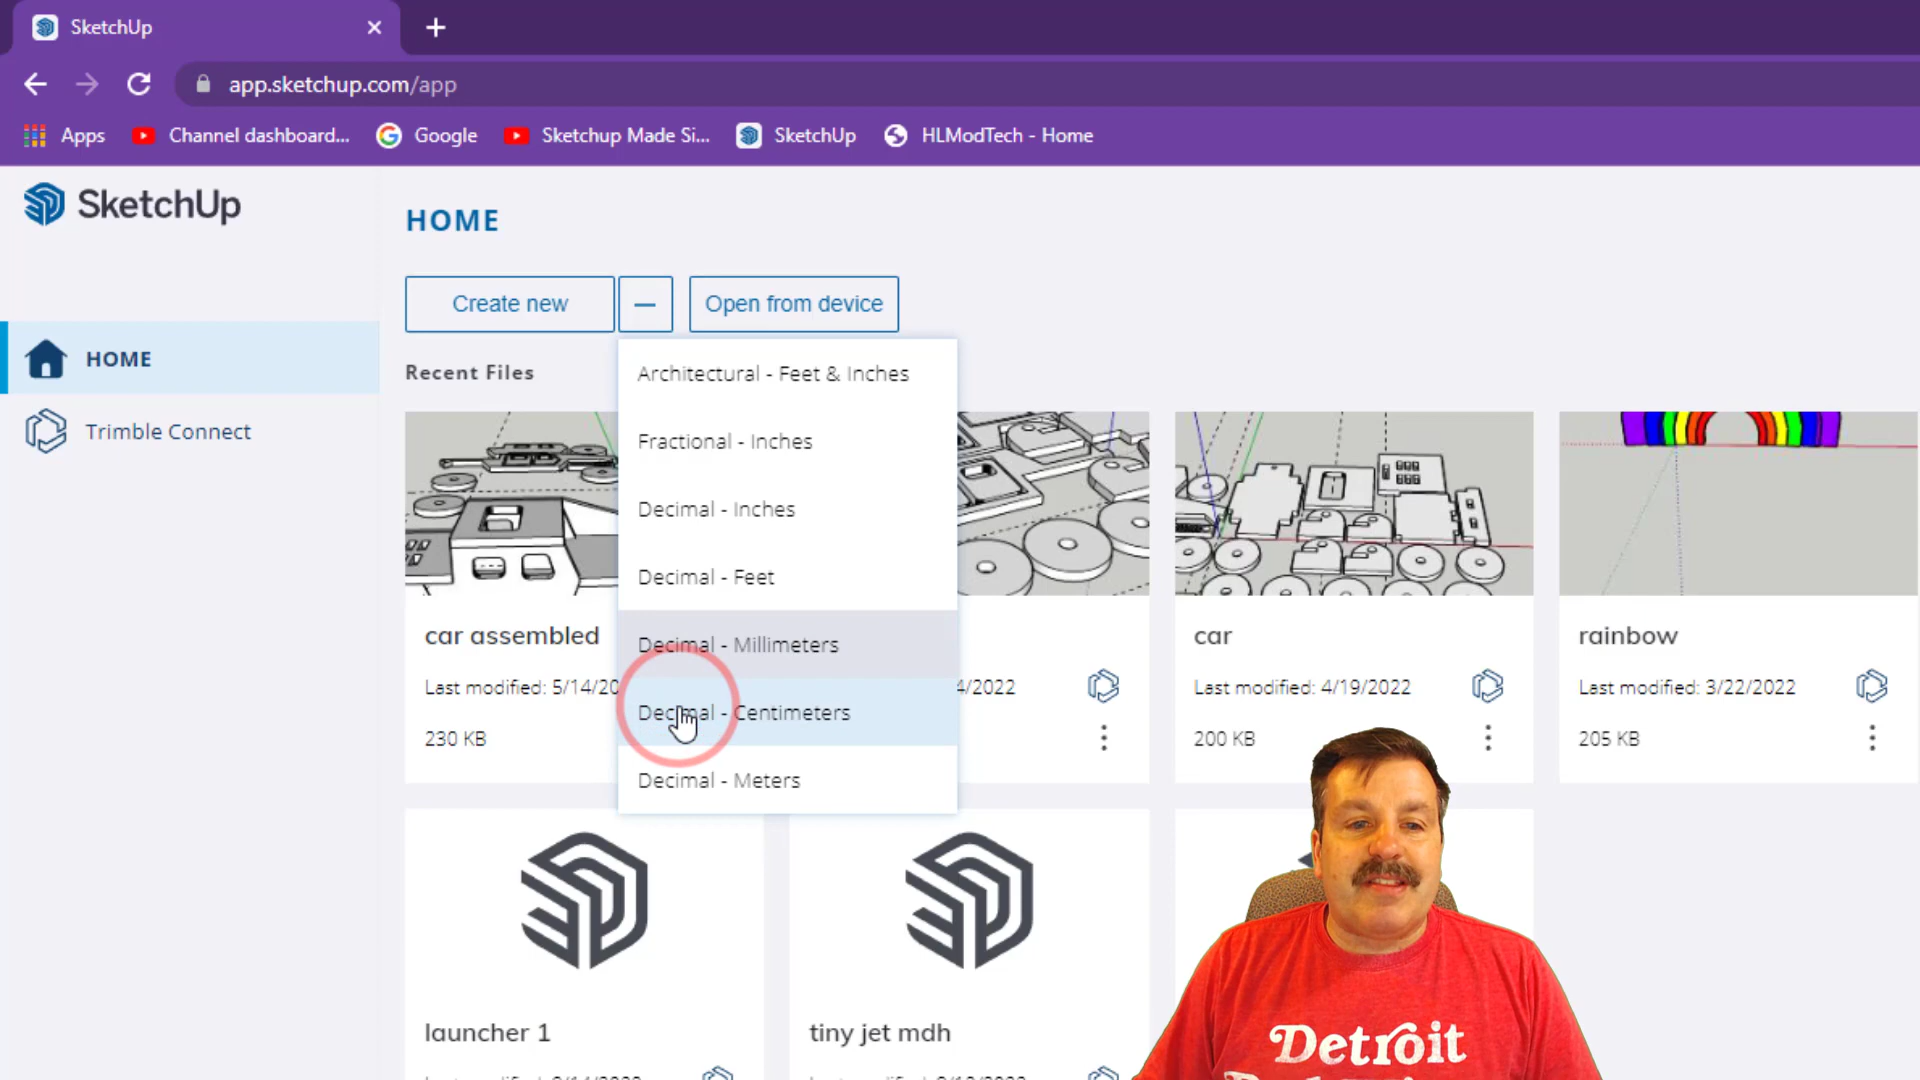 SketchUp
app.sketchup.com/app
Apps
Channel dashboard...
Google
Sketchup Made Si...
SketchUp
HLModTech - Home
SketchUp
HOME
Create new
Open from device
HOME
Trimble Connect
Recent Files
Architectural - Feet & Inches
Fractional - Inches
Decimal - Inches
Decimal - Feet
Decimal - Millimeters
Decimal - Centimeters
Decimal - Meters
car assembled
Last modified: 5/14/20
230 KB
4/2022
car
Last modified: 4/19/2022
200 KB
rainbow
Last modified: 3/22/2022
205 KB
launcher 1
tiny jet mdh
Detroit